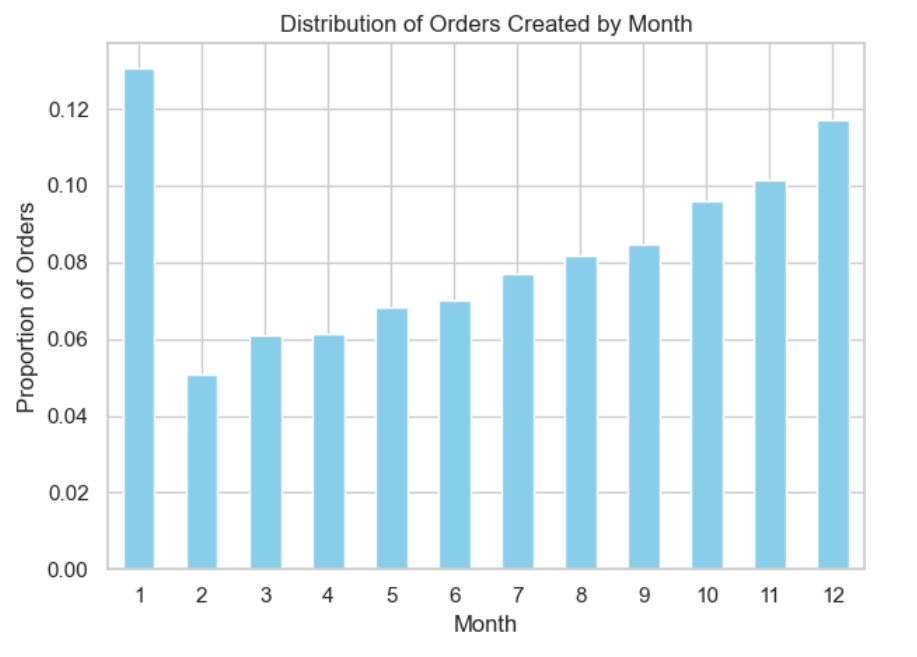 Distribution of Orders Created by Month
Proportion of Orders
0.12
0.10
0.08
0.06
0.04
0.02
0.00
1 2 3 4 5 6 7 8 9 10 11 12
Month